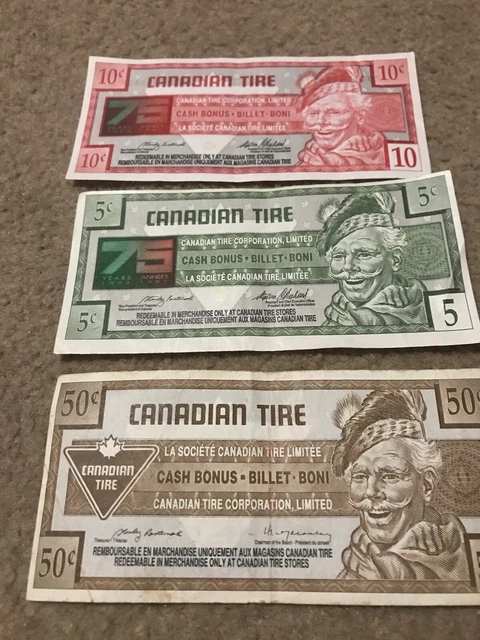 10¢ 10¢
CANADIAN TIRE
75
CANADIAN TIRE CORPORATION, LIMITED
CASH BONUS • BILLET • BONI
LA SOCIÉTÉ CANADIAN TIRE LIMITÉE
10¢ 10
REDEEMABLE IN MERCHANDISE ONLY AT CANADIAN TIRE STORES
REMBOURSABLE EN MARCHANDISE UNIQUEMENT AUX MAGASINS CANADIAN TIRE
5¢ 5¢
CANADIAN TIRE
75
YEARS ANNÉES
CANADIAN TIRE CORPORATION, LIMITED
CASH BONUS • BILLET • BONI
LA SOCIÉTÉ CANADIAN TIRE LIMITÉE
5¢ 5
REDEEMABLE IN MERCHANDISE ONLY AT CANADIAN TIRE STORES
REMBOURSABLE EN MARCHANDISE UNIQUEMENT AUX MAGASINS CANADIAN TIRE
50¢ 50¢
CANADIAN TIRE
LA SOCIÉTÉ CANADIAN TIRE LIMITÉE
CANADIAN
TIRE
CASH BONUS • BILLET • BONI
CANADIAN TIRE CORPORATION, LIMITED
50¢
REMBOURSABLE EN MARCHANDISE UNIQUEMENT AUX MAGASINS CANADIAN TIRE
REDEEMABLE IN MERCHANDISE ONLY AT CANADIAN TIRE STORES